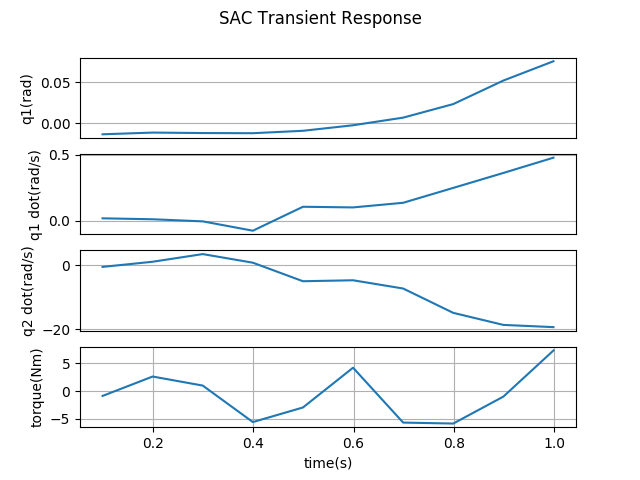 SAC Transient Response
q1(rad)
0.05
0.00
q1 dot(rad/s)
0.5
0.0
q2 dot(rad/s)
0
−20
torque(Nm)
5
0
−5
0.2 0.4 0.6 0.8 1.0
time(s)